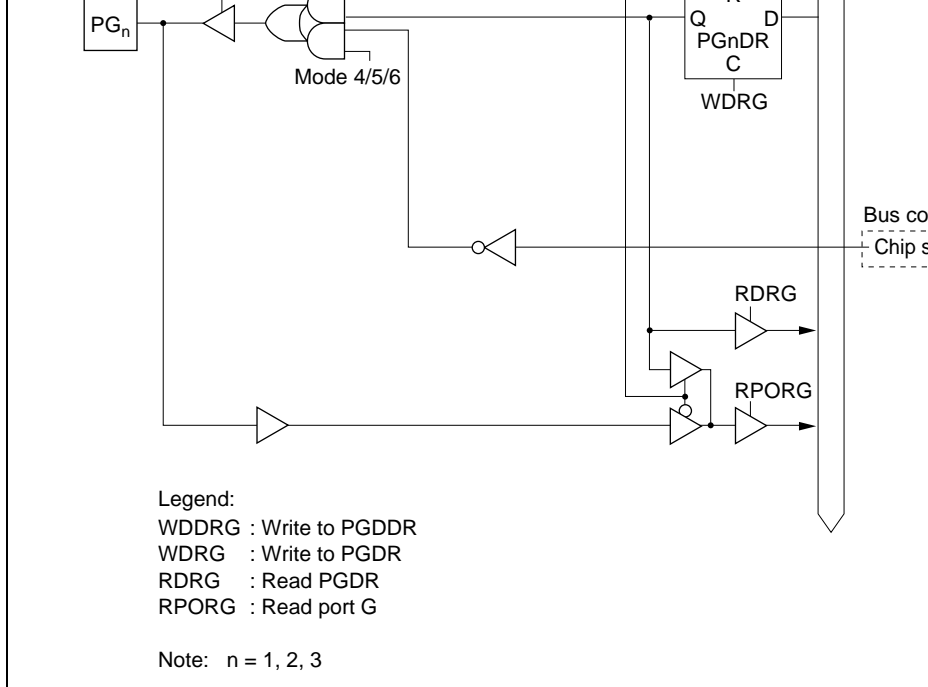 PGn
Q D
PGnDR
C
Mode 4/5/6
WDRG
Bus co
Chip s
RDRG
RPORG
Legend:
WDDRG : Write to PGDDR
WDRG : Write to PGDR
RDRG : Read PGDR
RPORG : Read port G
Note: n = 1, 2, 3